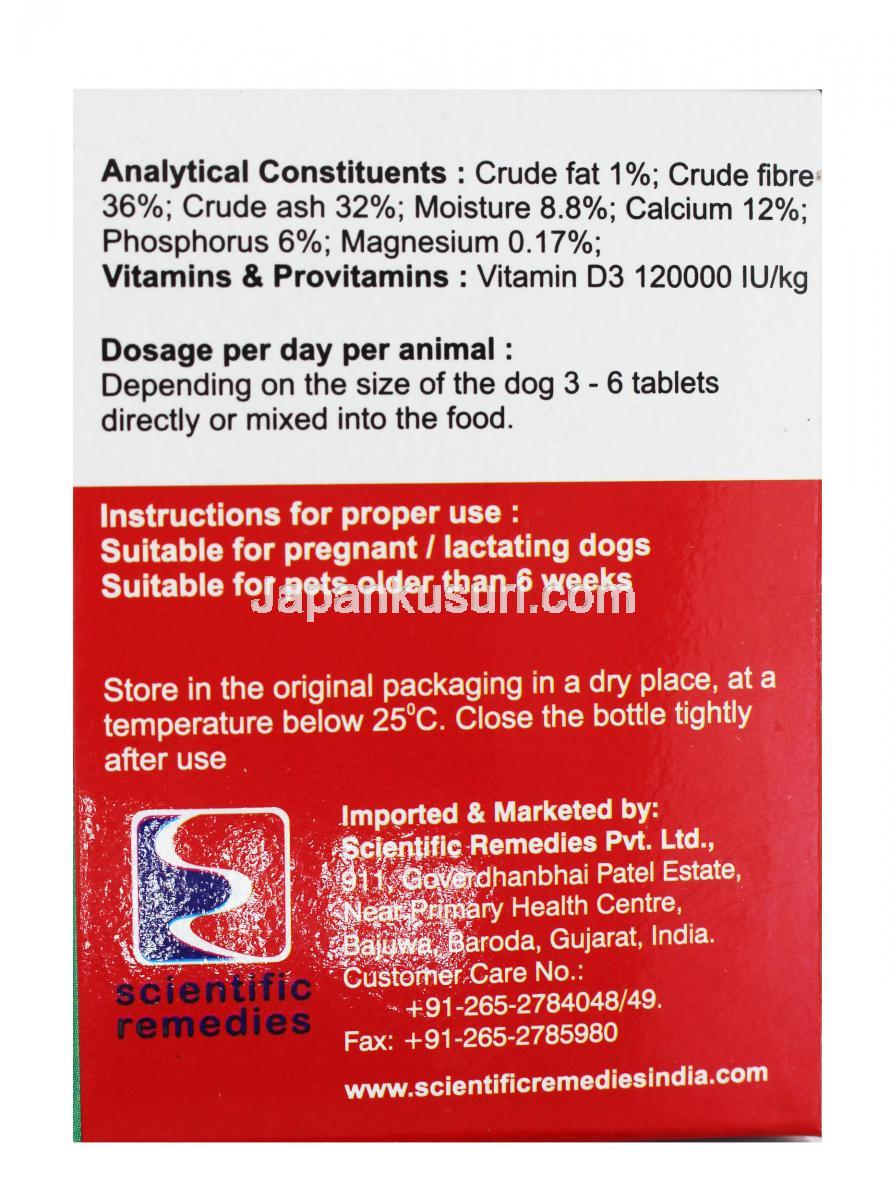 Analytical Constituents : Crude fat 1%; Crude fibre
36%; Crude ash 32%; Moisture 8.8%; Calcium 12%;
Phosphorus 6%; Magnesium 0.17%;
Vitamins & Provitamins : Vitamin D3 120000 IU/kg
Dosage per day per animal :
Depending on the size of the dog 3 - 6 tablets
directly or mixed into the food.
Instructions for proper use :
Suitable for pregnant / lactating dogs
Suitable for pets older than 6 weeks
Japankusuri.com
Store in the original packaging in a dry place, at a
temperature below 25⁰C. Close the bottle tightly
after use
scientific
remedies
Imported & Marketed by:
Scientific Remedies Pvt. Ltd.,
911, Goverdhanbhai Patel Estate,
Near Primary Health Centre,
Bajuwa, Baroda, Gujarat, India.
Customer Care No.:
+91-265-2784048/49.
Fax: +91-265-2785980
www.scientificremediesindia.com